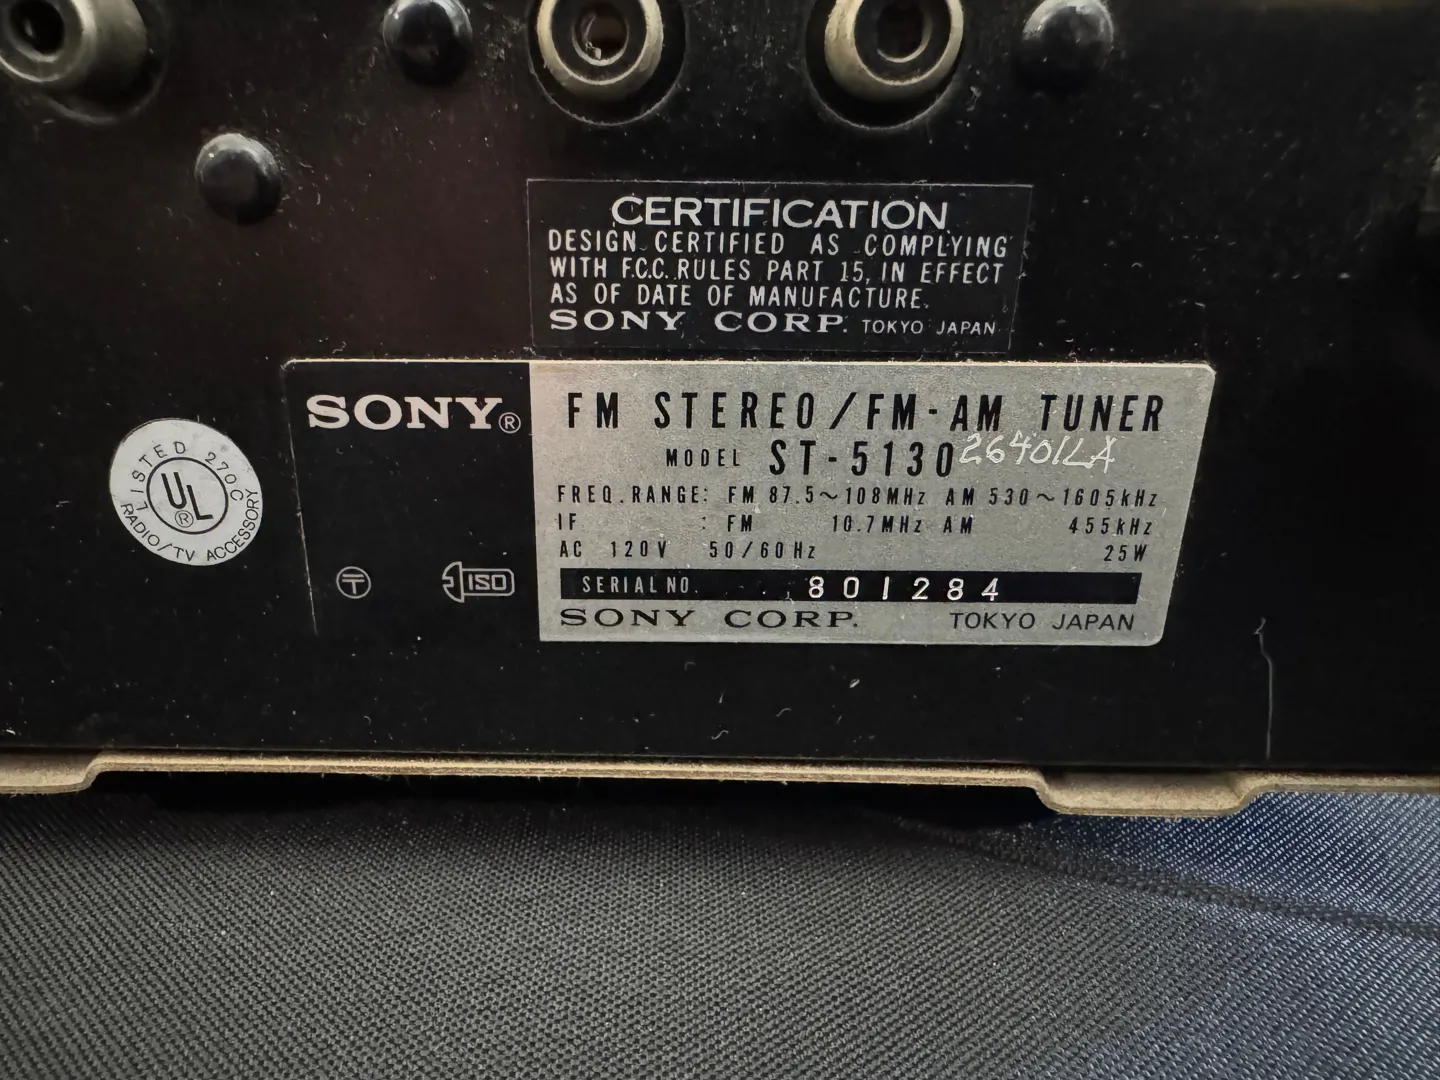 CERTIFICATION
DESIGN CERTIFIED AS COMPLYING
WITH F.C.C. RULES PART 15, IN EFFECT
AS OF DATE OF MANUFACTURE.
SONY CORP. TOKYO JAPAN
SONY®
FM STEREO/FM-AM TUNER
MODEL ST-5130 26401LA
FREQ.RANGE: FM 87.5~108MHz AM 530~1605kHz
IF : FM 10.7MHz AM 455kHz
AC 120V 50/60Hz 25W
SERIAL NO. 801284
SONY CORP. TOKYO JAPAN
LISTED 270C
UL®
RADIO/TV ACCESSORY
ISO